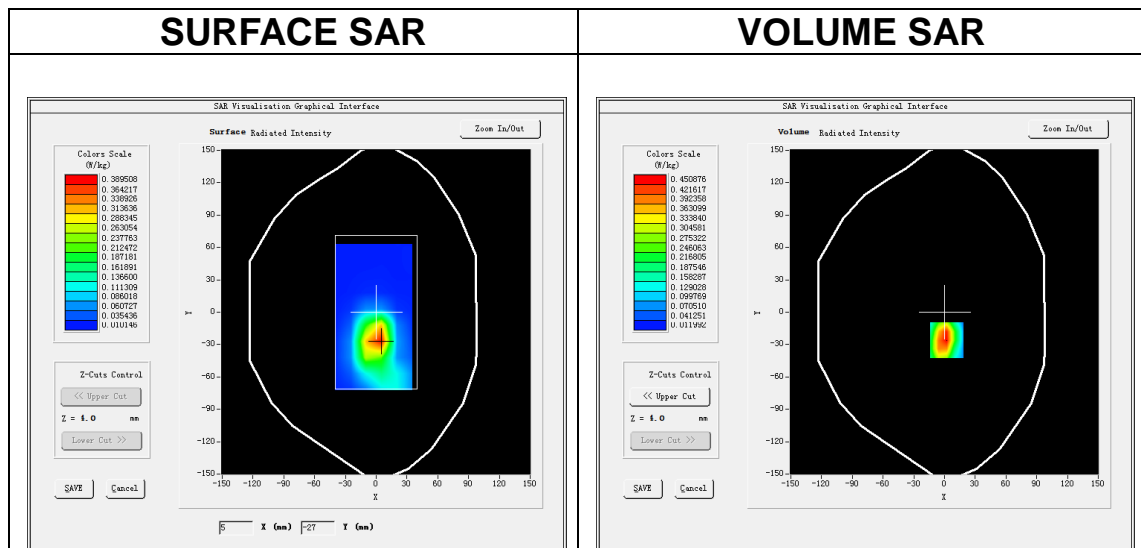 SURFACE SAR
VOLUME SAR
SAR Visualisation Graphical Interface
Surface Radiated Intensity
Zoom In/Out
Colors Scale
(W/kg)
0.389508
0.364217
0.338926
0.313636
0.288345
0.263054
0.237763
0.212472
0.187181
0.161891
0.136600
0.111309
0.086018
0.060727
0.035436
0.010146
150
120
90
60
30
0
-30
-60
-90
-120
-150
Y
-150 -120 -90 -60 -30 0 30 60 90 120 150
X
Z-Cuts Control
<< Upper Cut
Z = 4.0 mm
Lower Cut >>
SAVE Cancel
5 X (mm) -27 Y (mm)
SAR Visualisation Graphical Interface
Volume Radiated Intensity
Zoom In/Out
Colors Scale
(W/kg)
0.450876
0.421617
0.392358
0.363099
0.333840
0.304581
0.275322
0.246063
0.216805
0.187546
0.158287
0.129028
0.099769
0.070510
0.041251
0.011992
150
120
90
60
30
0
-30
-60
-90
-120
-150
Y
-150 -120 -90 -60 -30 0 30 60 90 120 150
X
Z-Cuts Control
<< Upper Cut
Z = 4.0 mm
Lower Cut >>
SAVE Cancel